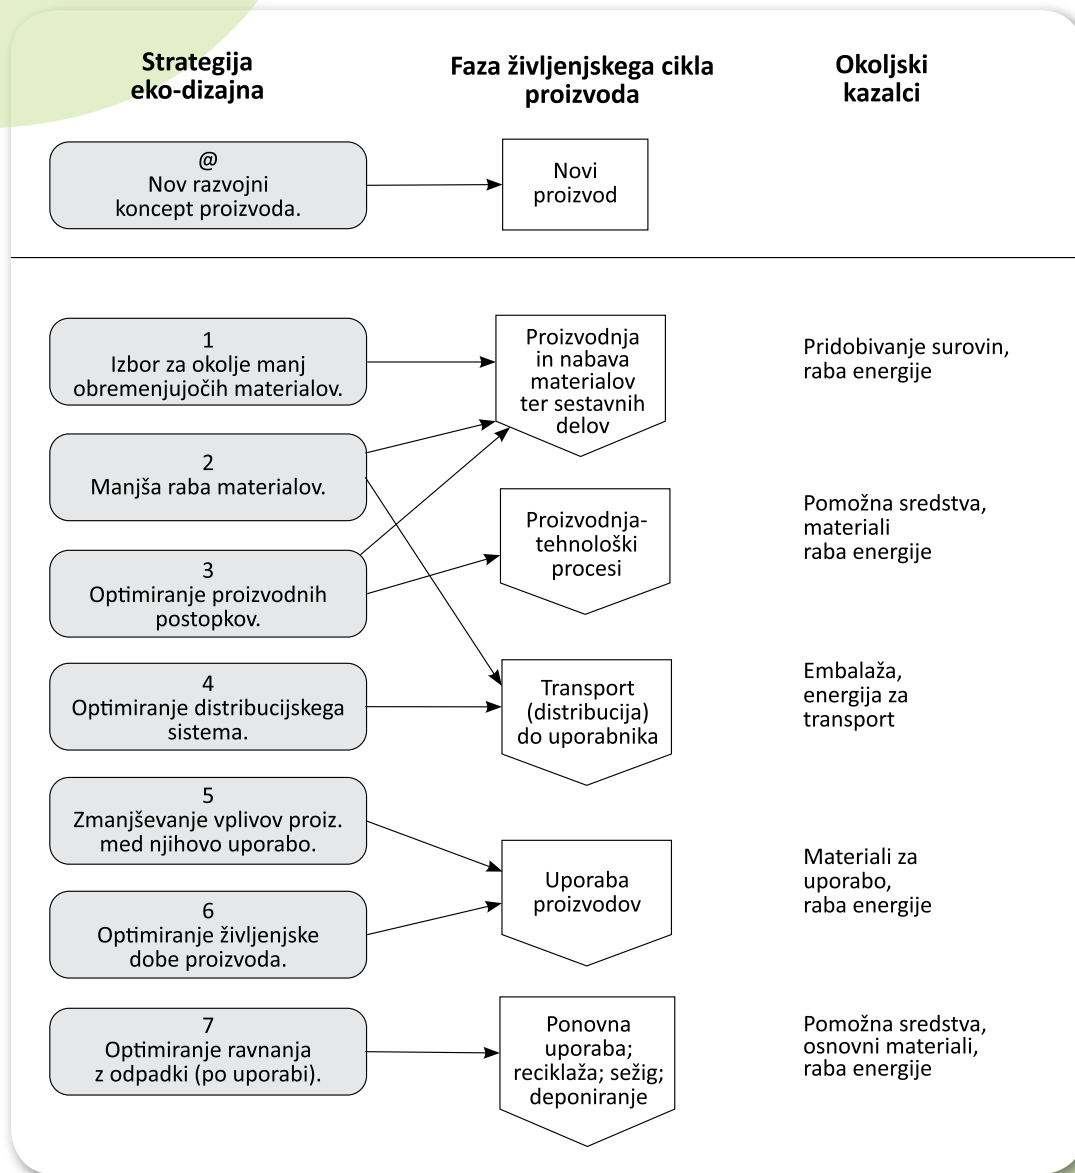 Strategija
eko-dizajna
Faza življenjskega cikla
proizvoda
Okoljski
kazalci
@
Nov razvojni
koncept proizvoda.
Novi
proizvod
1
Izbor za okolje manj
obremenjujočih materialov.
Proizvodnja
in nabava
materialov
ter sestavnih
delov
Pridobivanje surovin,
raba energije
2
Manjša raba materialov.
Proizvodnja-
tehnološki
procesi
Pomožna sredstva,
materiali
raba energije
3
Optimiranje proizvodnih
postopkov.
4
Optimiranje distribucijskega
sistema.
Transport
(distribucija)
do uporabnika
Embalaža,
energija za
transport
5
Zmanjševanje vplivov proiz.
med njihovo uporabo.
Uporaba
proizvodov
Materiali za
uporabo,
raba energije
6
Optimiranje življenjske
dobe proizvoda.
7
Optimiranje ravnanja
z odpadki (po uporabi).
Ponovna
uporaba;
reciklaža; sežig;
deponiranje
Pomožna sredstva,
osnovni materiali,
raba energije